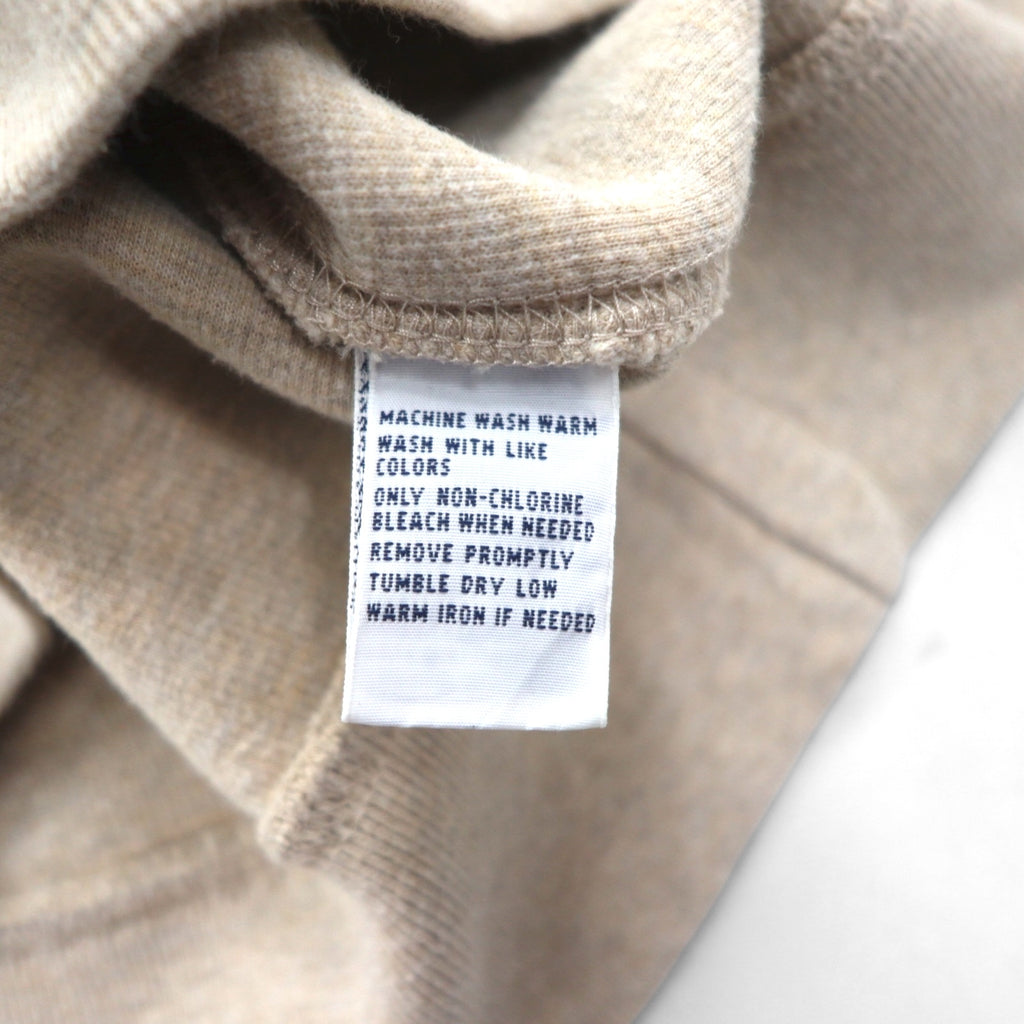 MACHINE WASH WARM
WASH WITH LIKE
COLORS
ONLY NON-CHLORINE
BLEACH WHEN NEEDED
REMOVE PROMPTLY
TUMBLE DRY LOW
WARM IRON IF NEEDED